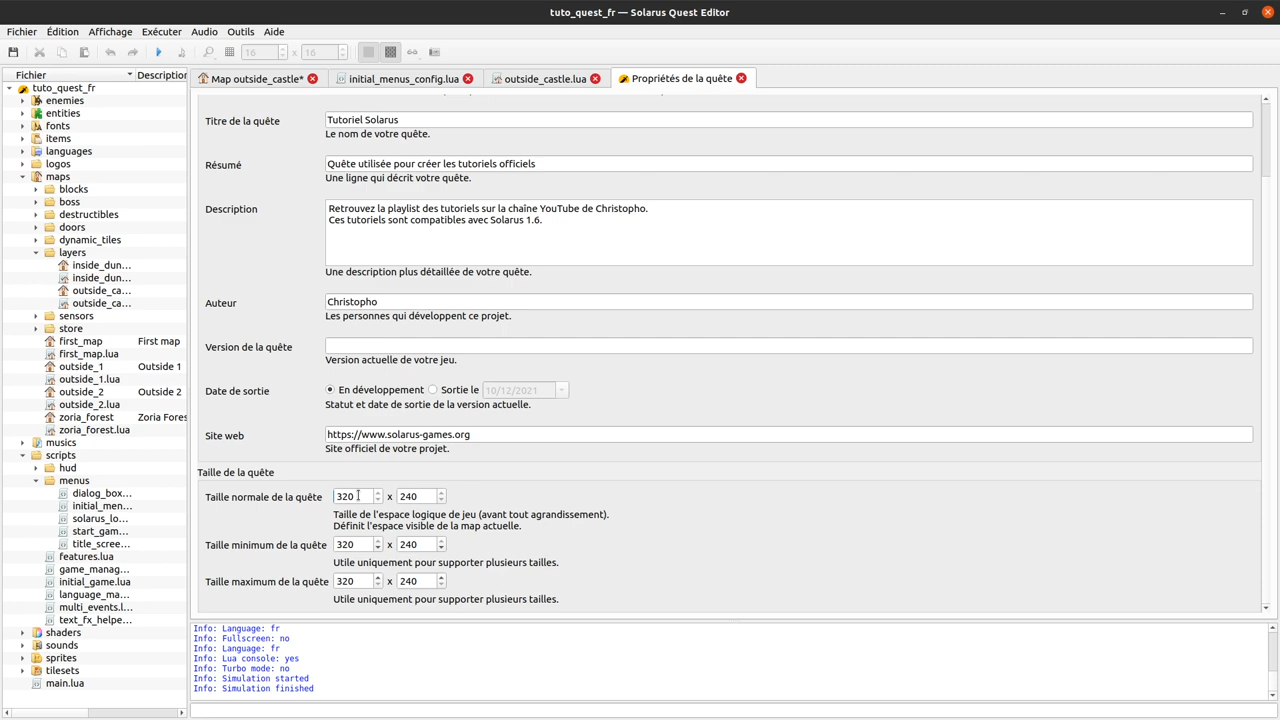 tuto_quest_fr — Solarus Quest Editor
Fichier Édition Affichage Exécuter Audio Outils Aide
16 x 16
Fichier Description
Map outside_castle* initial_menus_config.lua outside_castle.lua Propriétés de la quête
tuto_quest_fr
enemies
entities
fonts
items
languages
logos
maps
blocks
boss
destructibles
doors
dynamic_tiles
layers
inside_dun...
inside_dun...
outside_ca...
outside_ca...
sensors
store
first_map First map
first_map.lua
outside_1 Outside 1
outside_1.lua
outside_2 Outside 2
outside_2.lua
zoria_forest Zoria Fores
zoria_forest.lua
musics
scripts
hud
menus
dialog_box...
initial_men...
solarus_lo...
start_gam...
title_scree...
features.lua
game_manag...
initial_game.lua
language_ma...
multi_events.l...
text_fx_helpe...
shaders
sounds
sprites
tilesets
main.lua
Titre de la quête Tutoriel Solarus
Le nom de votre quête.
Résumé Quête utilisée pour créer les tutoriels officiels
Une ligne qui décrit votre quête.
Description Retrouvez la playlist des tutoriels sur la chaîne YouTube de Christopho.
Ces tutoriels sont compatibles avec Solarus 1.6.
Une description plus détaillée de votre quête.
Auteur Christopho
Les personnes qui développent ce projet.
Version de la quête
Version actuelle de votre jeu.
Date de sortie En développement Sortie le 10/12/2021
Statut et date de sortie de la version actuelle.
Site web https://www.solarus-games.org
Site officiel de votre projet.
Taille de la quête
Taille normale de la quête 320 x 240
Taille de l'espace logique de jeu (avant tout agrandissement).
Définit l'espace visible de la map actuelle.
Taille minimum de la quête 320 x 240
Utile uniquement pour supporter plusieurs tailles.
Taille maximum de la quête 320 x 240
Utile uniquement pour supporter plusieurs tailles.
Info: Language: fr
Info: Fullscreen: no
Info: Language: fr
Info: Lua console: yes
Info: Turbo mode: no
Info: Simulation started
Info: Simulation finished